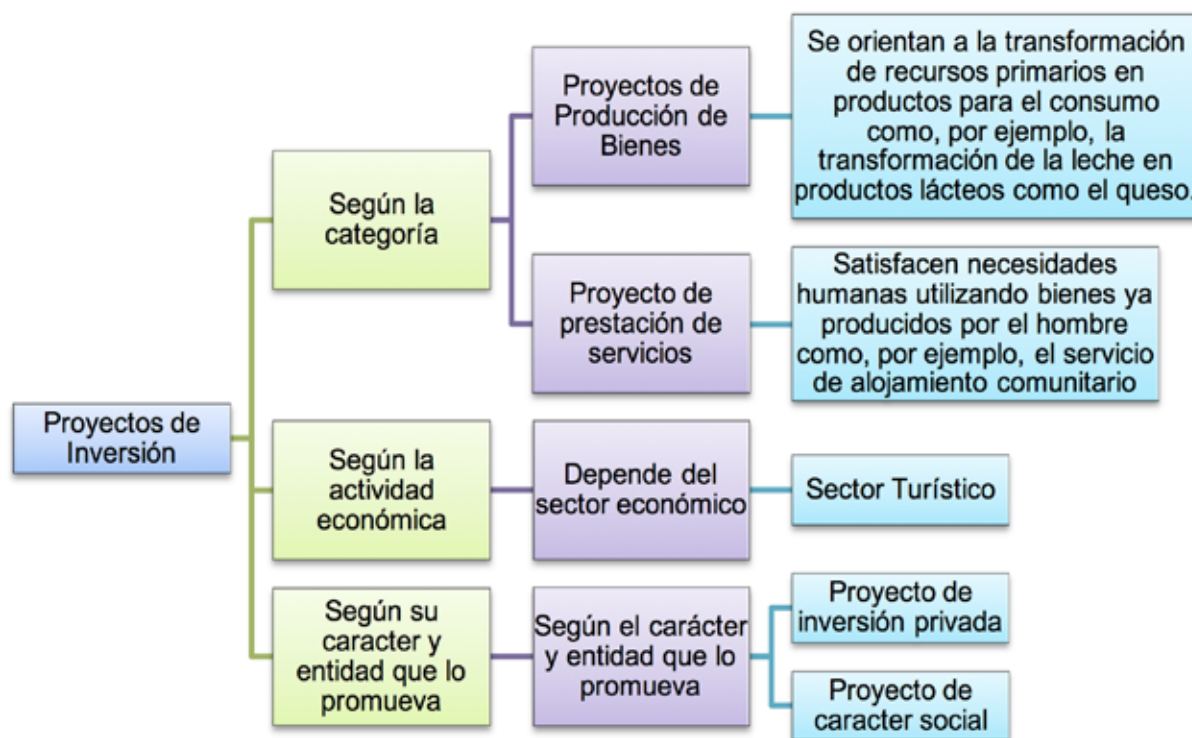 Proyectos de
Inversión
Según la
categoría
Proyectos de
Producción de
Bienes
Se orientan a la transformación
de recursos primarios en
productos para el consumo
como, por ejemplo, la
transformación de la leche en
productos lácteos como el queso.
Proyecto de
prestación de
servicios
Satisfacen necesidades
humanas utilizando bienes ya
producidos por el hombre
como, por ejemplo, el servicio
de alojamiento comunitario
Según la
actividad
económica
Depende del
sector económico
Sector Turístico
Según su
caracter y
entidad que lo
promueva
Según el carácter
y entidad que lo
promueva
Proyecto de
inversión privada
Proyecto de
caracter social